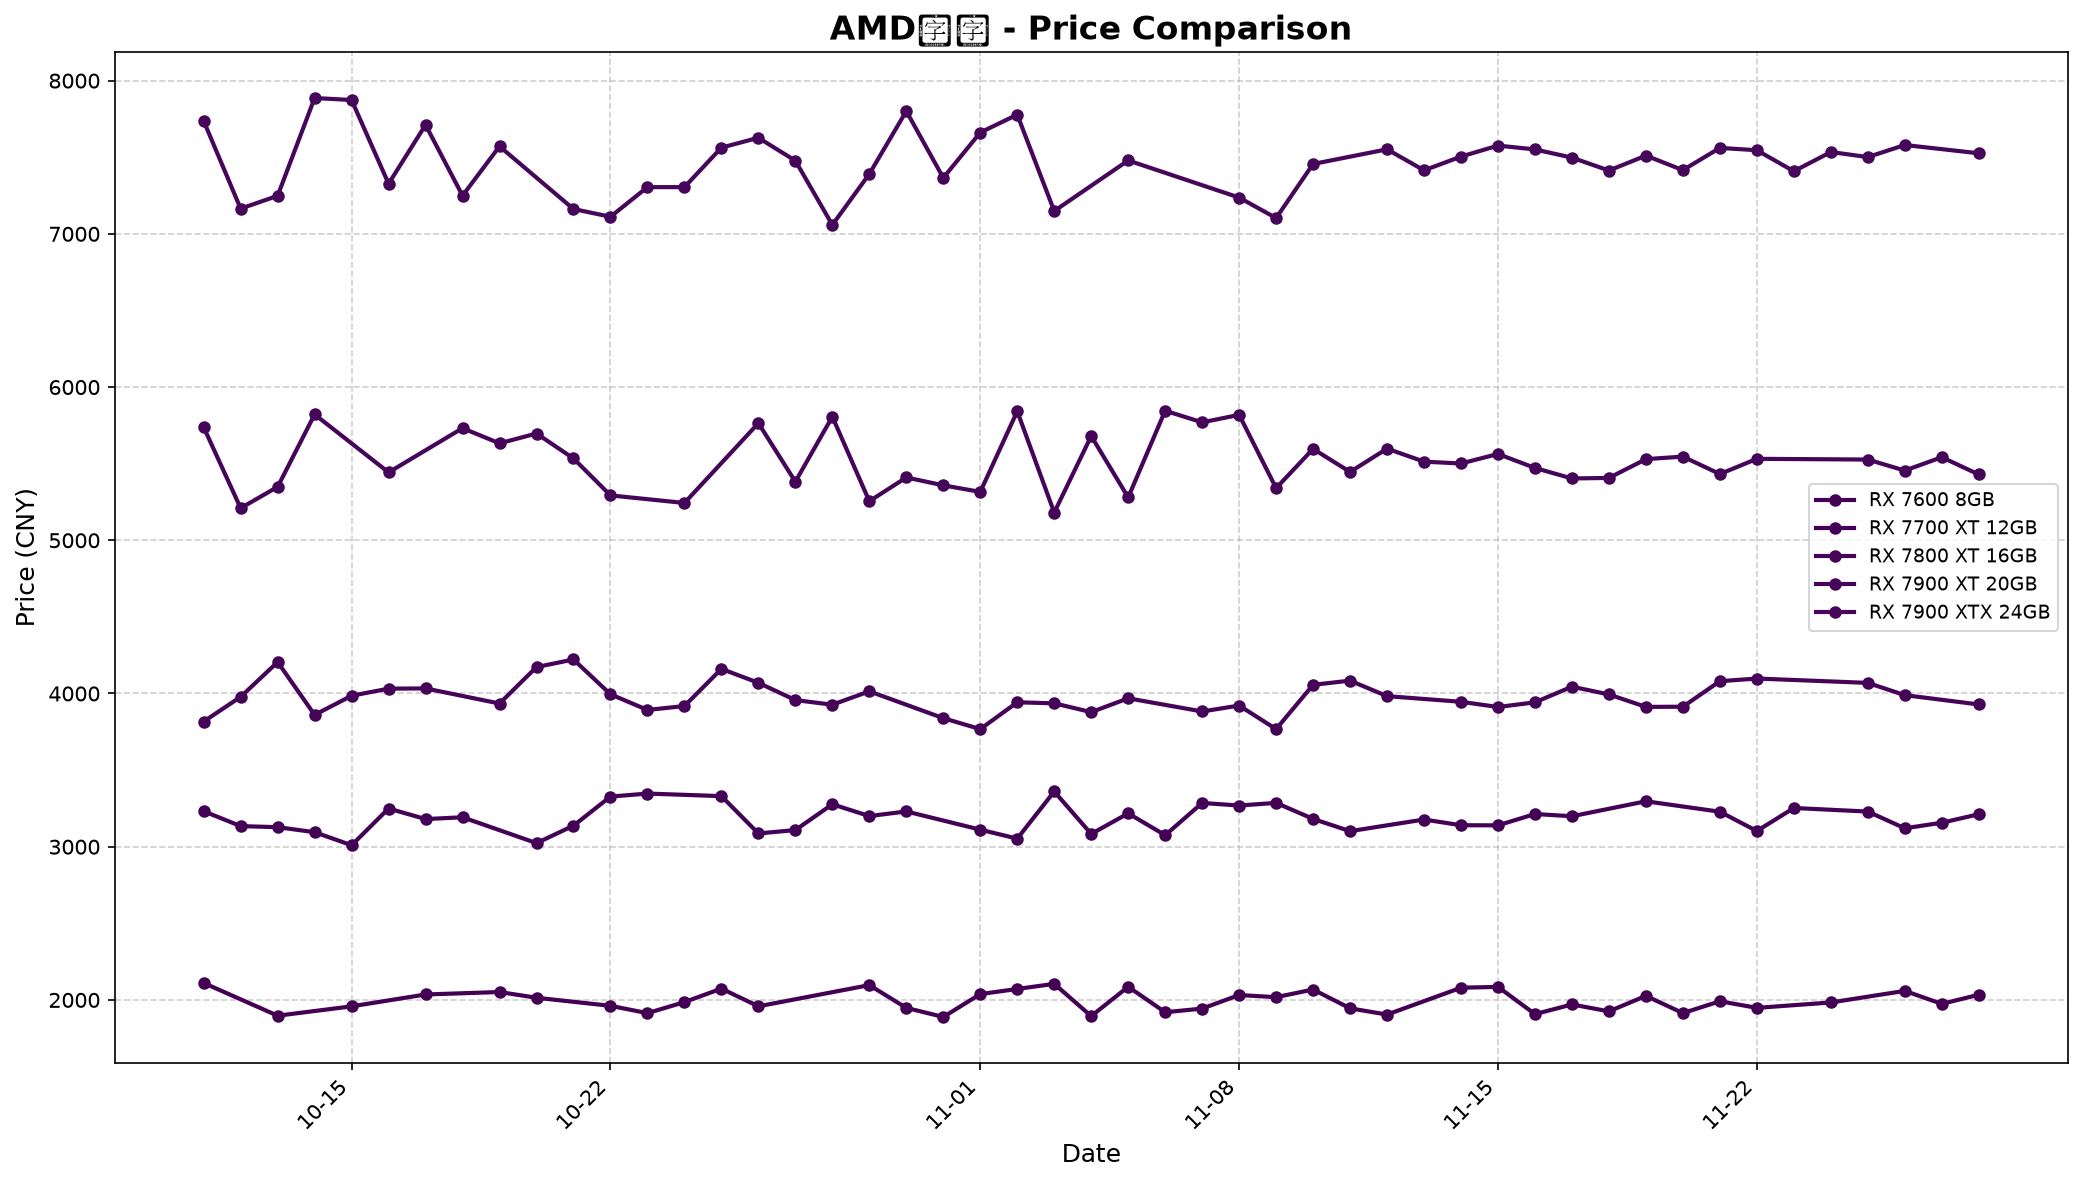 AMD - Price Comparison
8000
7000
6000
5000
4000
3000
2000
Price (CNY)
RX 7600 8GB
RX 7700 XT 12GB
RX 7800 XT 16GB
RX 7900 XT 20GB
RX 7900 XTX 24GB
10-15
10-22
11-01
11-08
11-15
11-22
Date